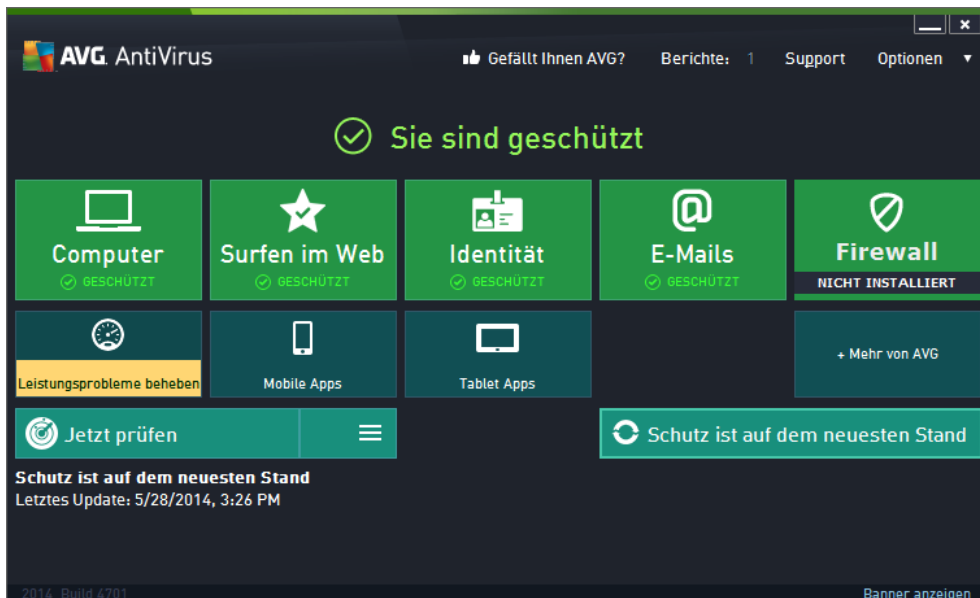 AVG AntiVirus
Gefällt Ihnen AVG? Berichte: 1 Support Optionen
Sie sind geschützt
Computer
GESCHÜTZT
Surfen im Web
GESCHÜTZT
Identität
GESCHÜTZT
E-Mails
GESCHÜTZT
Firewall
NICHT INSTALLIERT
Leistungsprobleme beheben
Mobile Apps
Tablet Apps
+ Mehr von AVG
Jetzt prüfen
Schutz ist auf dem neuesten Stand
Schutz ist auf dem neuesten Stand
Letztes Update: 5/28/2014, 3:26 PM
2014 Build 4701
Banner anzeigen